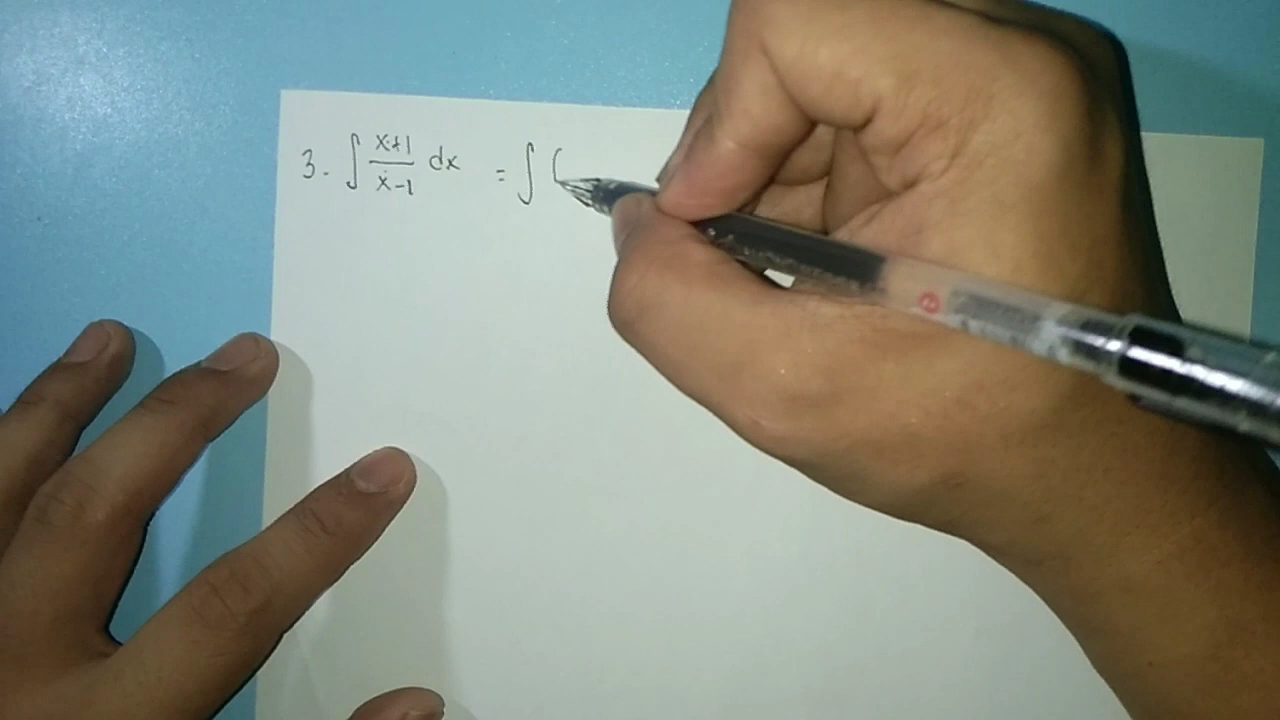 3. ∫ x+1/x-1 dx = ∫ (